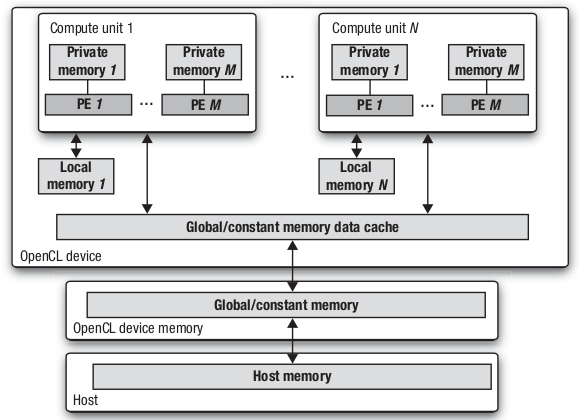 Compute unit 1
Private
memory 1
Private
memory M
PE 1
...
PE M
Local
memory 1
...
Compute unit N
Private
memory 1
Private
memory M
PE 1
...
PE M
Local
memory N
Global/constant memory data cache
OpenCL device
Global/constant memory
OpenCL device memory
Host memory
Host